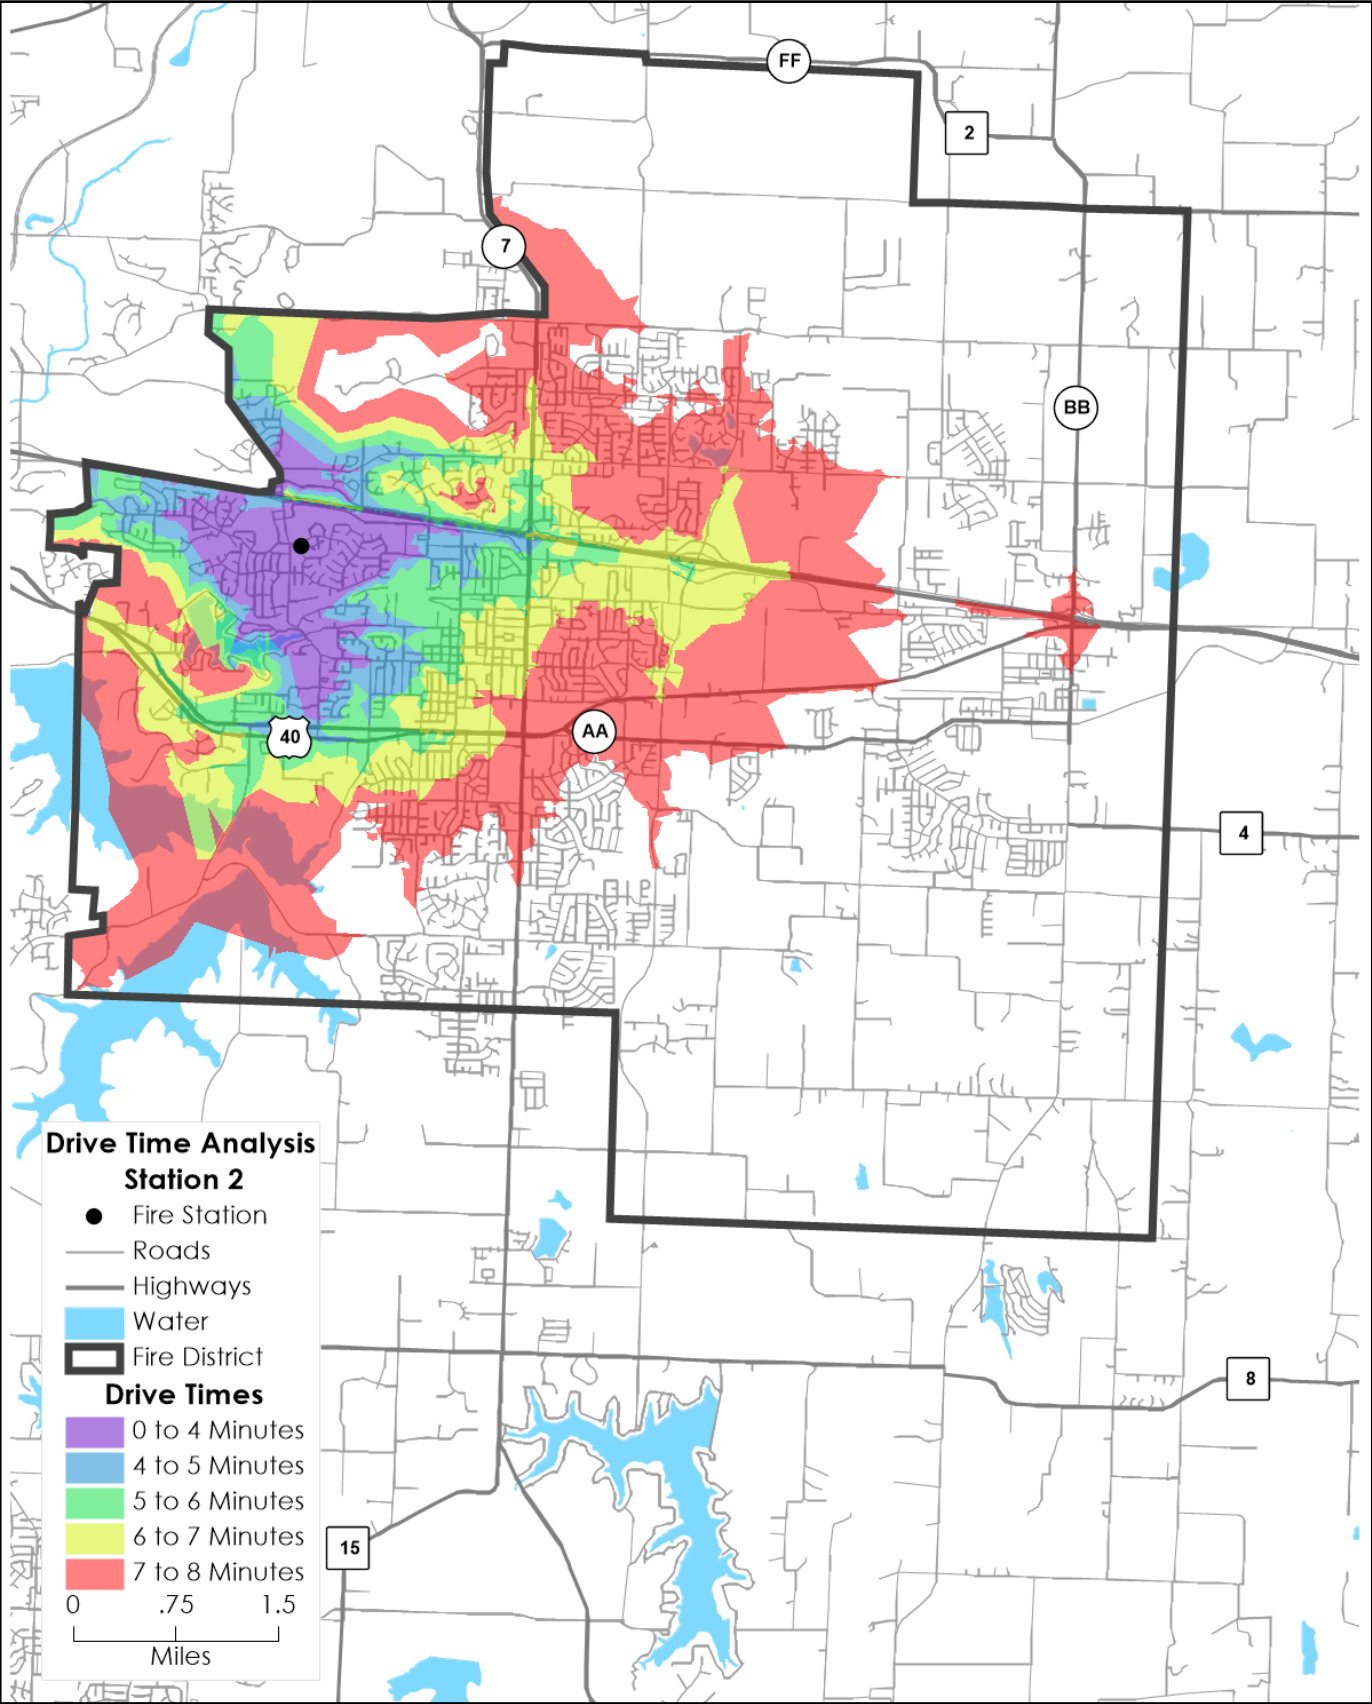 FF
2
7
BB
40
AA
4
Drive Time Analysis
Station 2
Fire Station
Roads
Highways
Water
Fire District
Drive Times
0 to 4 Minutes
4 to 5 Minutes
5 to 6 Minutes
6 to 7 Minutes
7 to 8 Minutes
0 .75 1.5
Miles
8
15